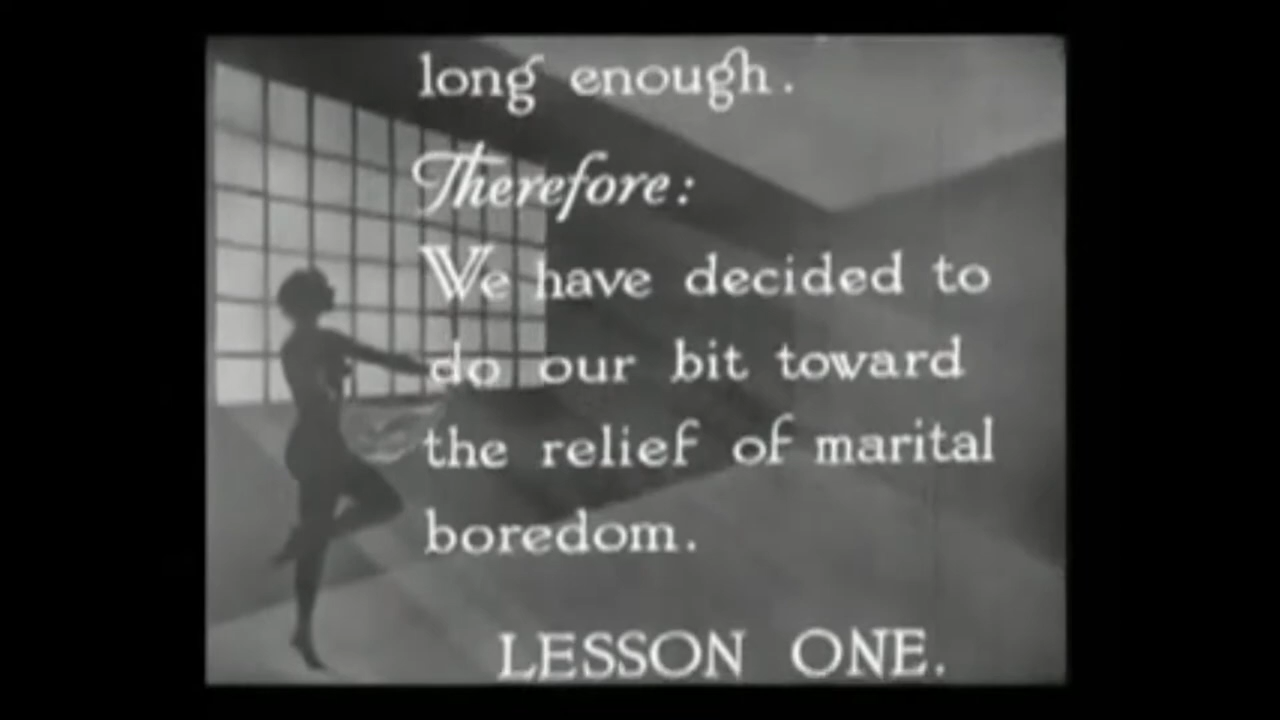 long enough.
Therefore:
We have decided to
do our bit toward
the relief of marital
boredom.
LESSON ONE.